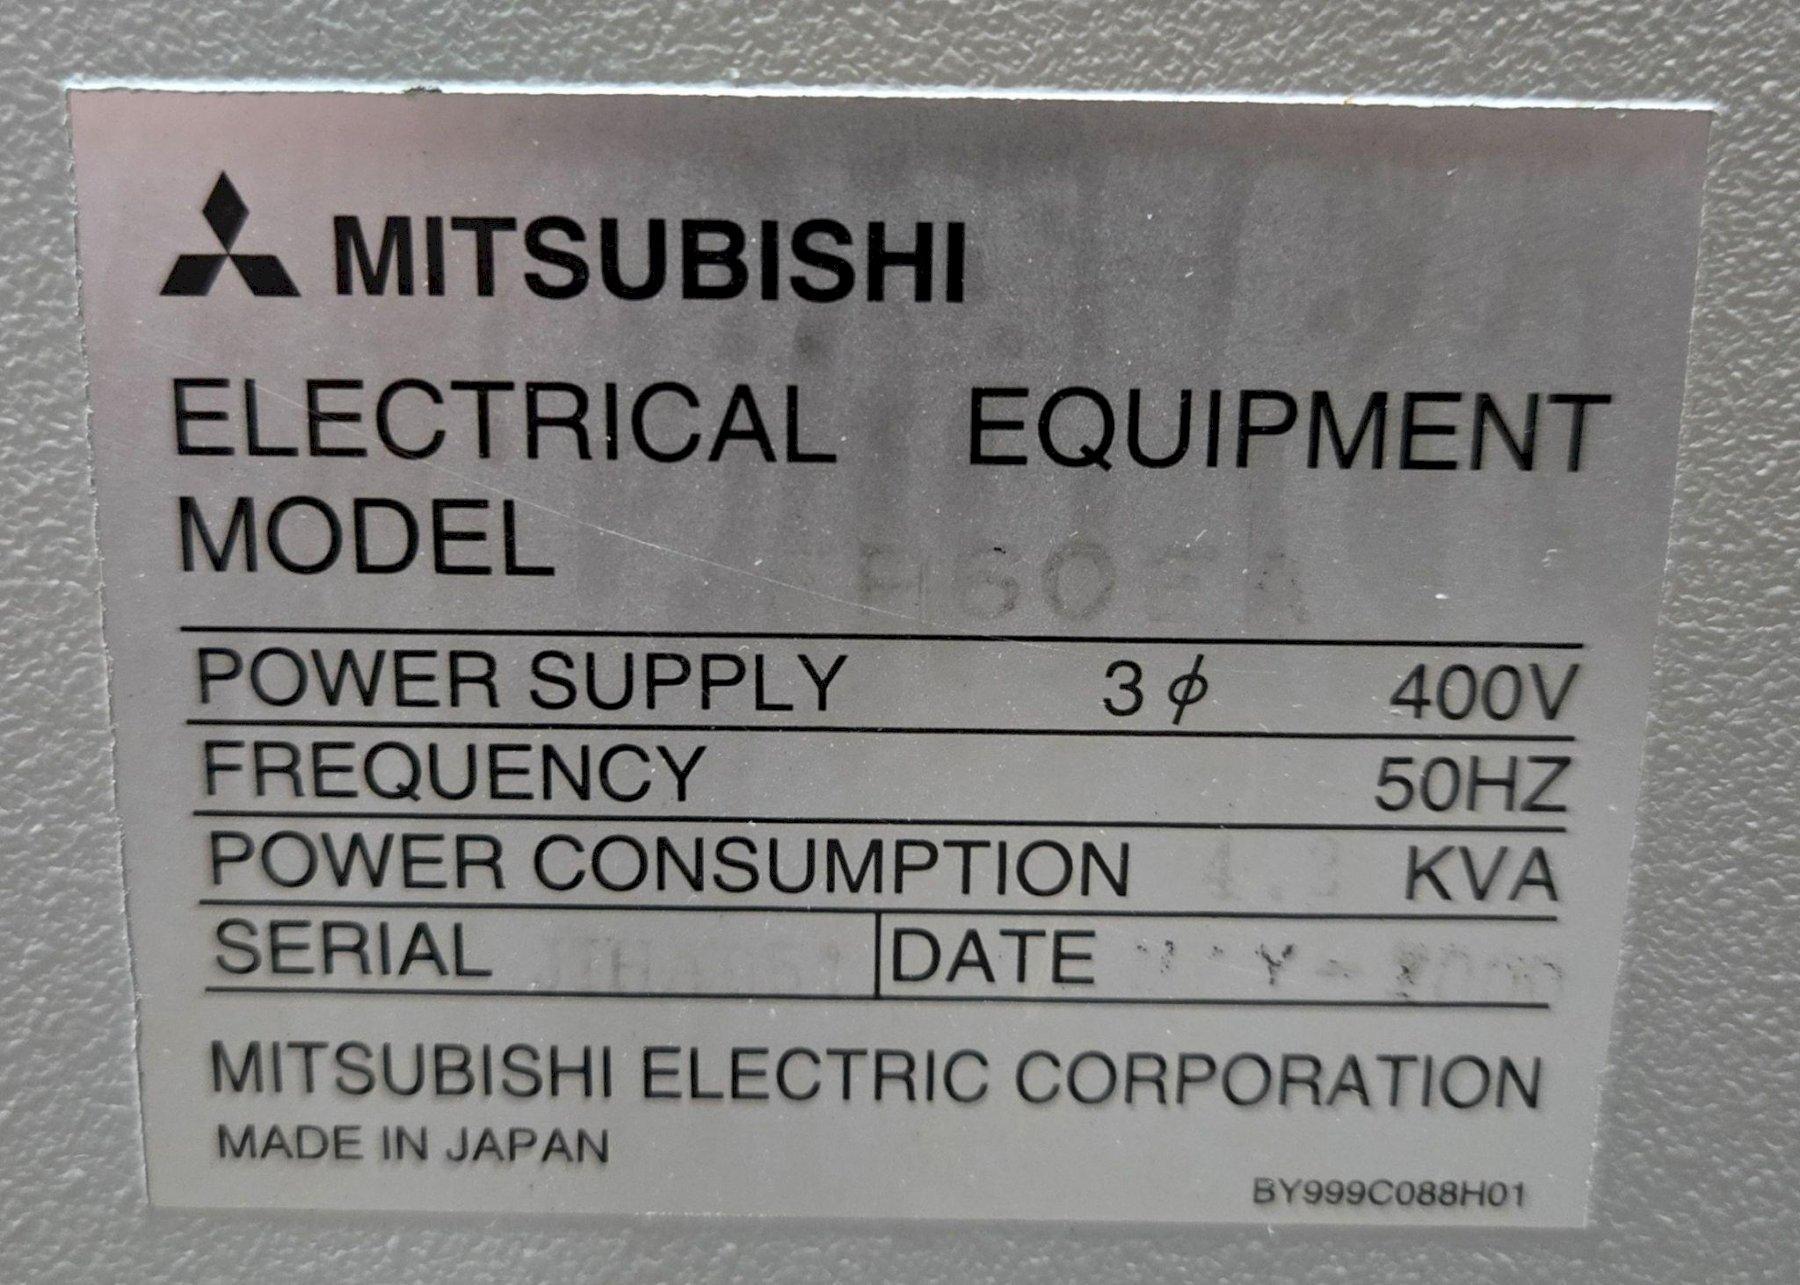 MITSUBISHI
ELECTRICAL EQUIPMENT
MODEL
POWER SUPPLY 3φ 400V
FREQUENCY 50HZ
POWER CONSUMPTION KVA
SERIAL DATE
MITSUBISHI ELECTRIC CORPORATION
MADE IN JAPAN
BY999C088H01